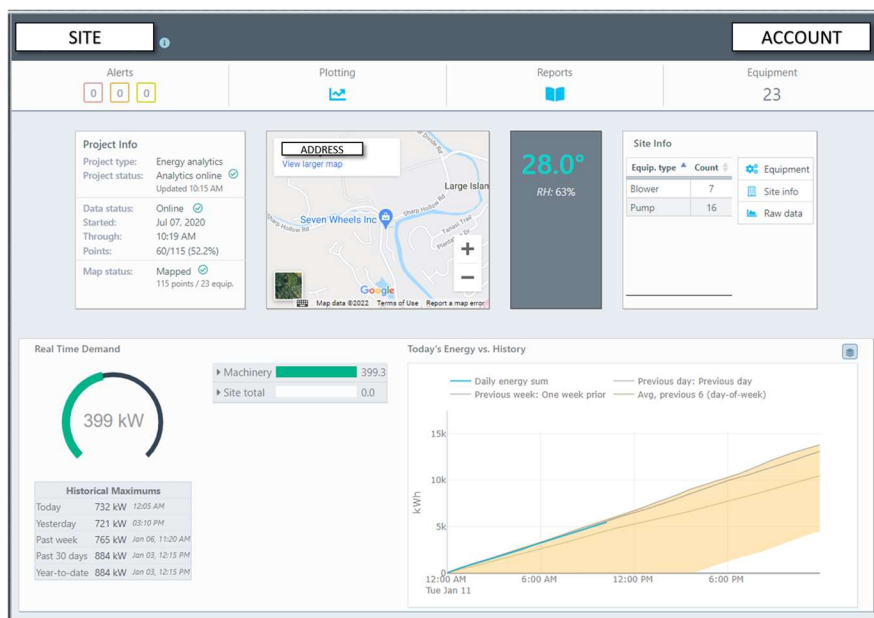 SITE
ACCOUNT
Alerts
Plotting
Reports
Equipment
0 0 0
23
Project Info
Project type: Energy analytics
Project status: Analytics online
Updated 10:15 AM
Data status: Online
Started: Jul 07, 2020
Through: 10:19 AM
Points: 60/115 (52.2%)
Map status: Mapped
115 points / 23 equip.
ADDRESS
View larger map
Large Islan
Sharp Hollow Rd
Sharp Hollow Rd
Seven Wheels Inc
Tanasi Trail
+
−
Google
Map data ©2022 Terms of Use Report a map error
28.0°
RH: 63%
Site Info
Equip. type Count
Blower 7
Pump 16
Equipment
Site info
Raw data
Real Time Demand
399 kW
Machinery 399.3
Site total 0.0
Historical Maximums
Today 732 kW 12:05 AM
Yesterday 721 kW 03:10 PM
Past week 765 kW Jan 06, 11:20 AM
Past 30 days 884 kW Jan 03, 12:15 PM
Year-to-date 884 kW Jan 03, 12:15 PM
Today's Energy vs. History
Daily energy sum
Previous day: Previous day
Previous week: One week prior
Avg, previous 6 (day-of-week)
15k
10k
5k
0
kWh
12:00 AM 6:00 AM 12:00 PM 6:00 PM
Tue Jan 11